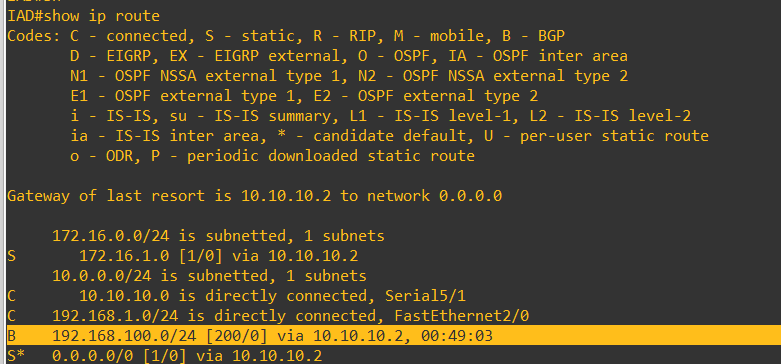 IAD#show ip route
Codes: C - connected, S - static, R - RIP, M - mobile, B - BGP
       D - EIGRP, EX - EIGRP external, O - OSPF, IA - OSPF inter area
       N1 - OSPF NSSA external type 1, N2 - OSPF NSSA external type 2
       E1 - OSPF external type 1, E2 - OSPF external type 2
       i - IS-IS, su - IS-IS summary, L1 - IS-IS level-1, L2 - IS-IS level-2
       ia - IS-IS inter area, * - candidate default, U - per-user static route
       o - ODR, P - periodic downloaded static route
Gateway of last resort is 10.10.10.2 to network 0.0.0.0
     172.16.0.0/24 is subnetted, 1 subnets
S       172.16.1.0 [1/0] via 10.10.10.2
     10.0.0.0/24 is subnetted, 1 subnets
C       10.10.10.0 is directly connected, Serial5/1
C    192.168.1.0/24 is directly connected, FastEthernet2/0
B    192.168.100.0/24 [200/0] via 10.10.10.2, 00:49:03
S*   0.0.0.0/0 [1/0] via 10.10.10.2